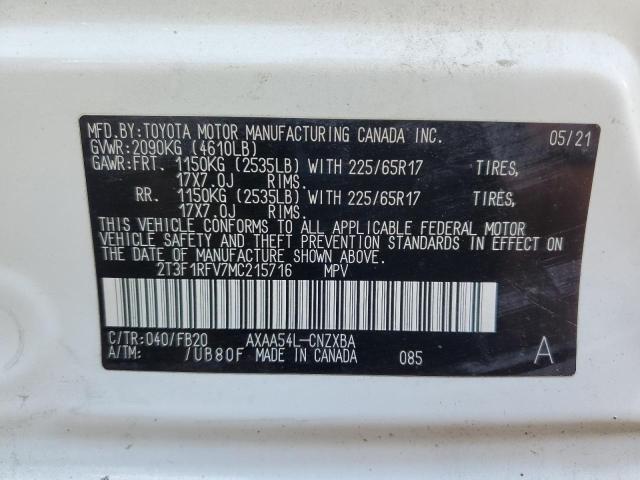 MFD.BY:TOYOTA MOTOR MANUFACTURING CANADA INC. 05/21
GVWR:2090KG (4610LB)
GAWR:FRT. 1150KG (2535LB) WITH 225/65R17 TIRES,
17X7.0J RIMS.
RR. 1150KG (2535LB) WITH 225/65R17 TIRES,
17X7.0J RIMS.
THIS VEHICLE CONFORMS TO ALL APPLICABLE FEDERAL MOTOR
VEHICLE SAFETY AND THEFT PREVENTION STANDARDS IN EFFECT ON
THE DATE OF MANUFACTURE SHOWN ABOVE.
2T3F1RFV7MC215716 MPV
C/TR:040/FB20 AXAA54L-CNZXBA
A/TM: /UB80F MADE IN CANADA 085 A